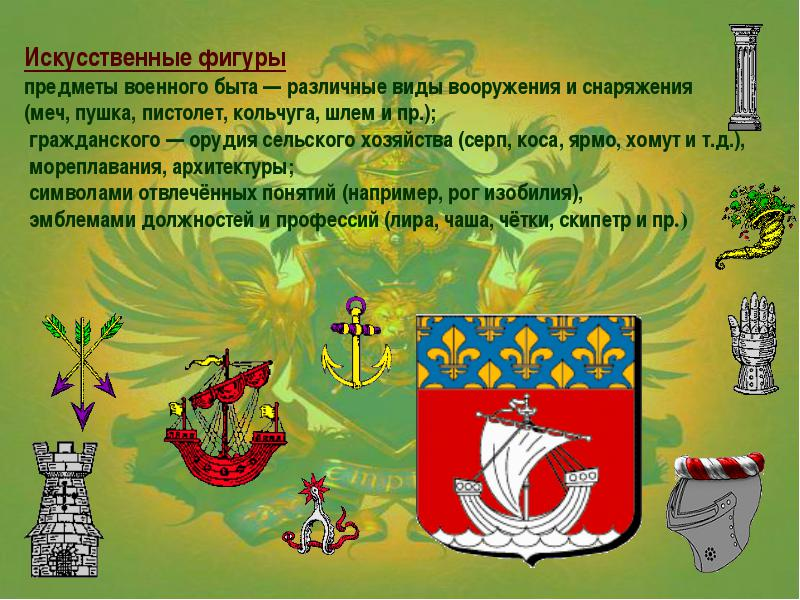 Искусственные фигуры
предметы военного быта — различные виды вооружения и снаряжения
(меч, пушка, пистолет, кольчуга, шлем и пр.);
гражданского — орудия сельского хозяйства (серп, коса, ярмо, хомут и т.д.),
мореплавания, архитектуры;
символами отвлечённых понятий (например, рог изобилия),
эмблемами должностей и профессий (лира, чаша, чётки, скипетр и пр.)